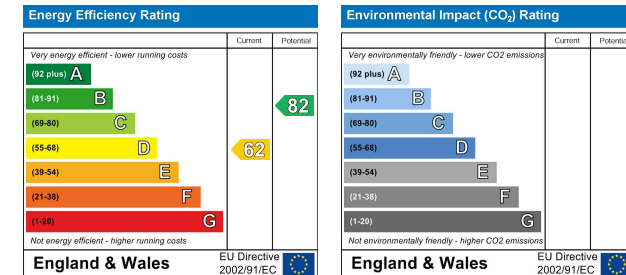 Energy Efficiency Rating
Current Potential
Very energy efficient - lower running costs
(92 plus) A
(81-91) B
82
(69-80) C
(55-68) D
62
(39-54) E
(21-38) F
(1-20) G
Not energy efficient - higher running costs
England & Wales
EU Directive
2002/91/EC
Environmental Impact (CO₂) Rating
Current Potential
Very environmentally friendly - lower CO2 emissions
(92 plus) A
(81-91) B
(69-80) C
(55-68) D
(39-54) E
(21-38) F
(1-20) G
Not environmentally friendly - higher CO2 emissions
England & Wales
EU Directive
2002/91/EC